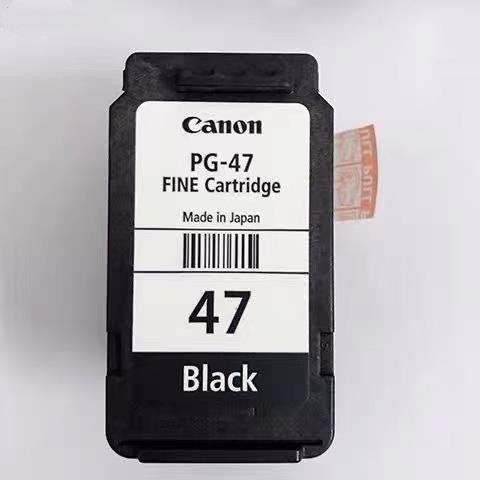 Canon
PG-47
FINE Cartridge
Made in Japan
47
Black